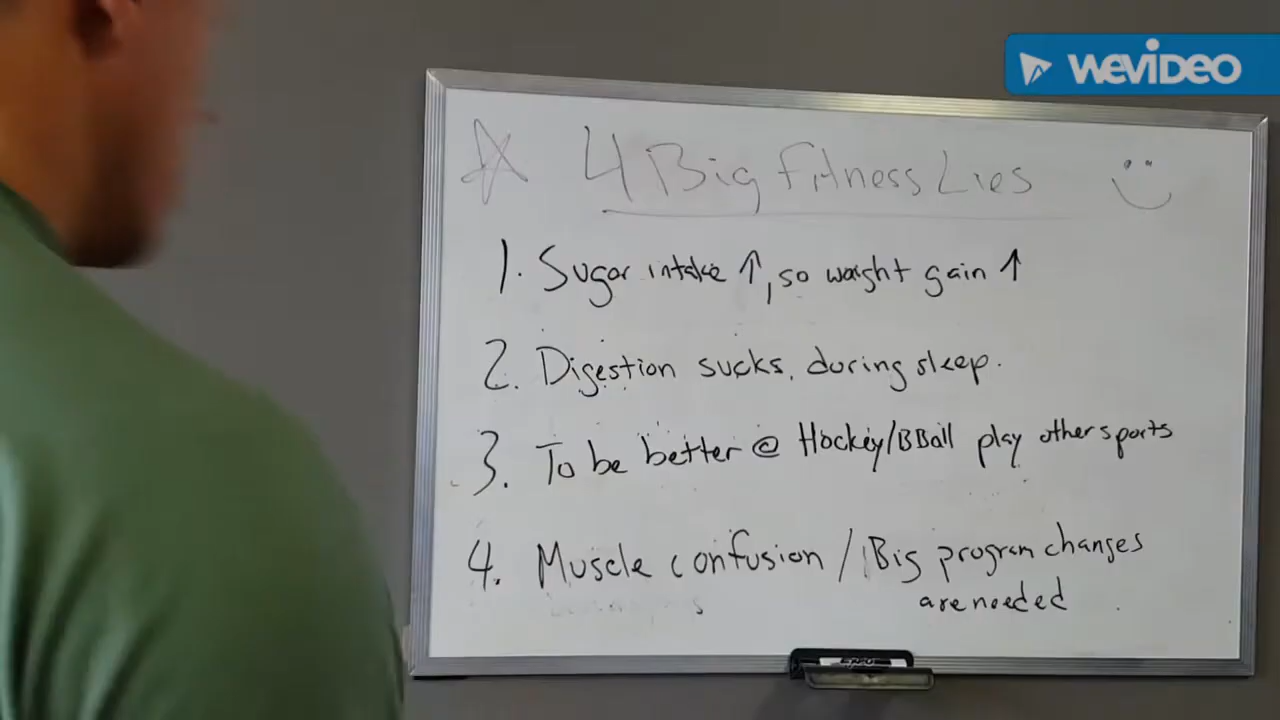 WEVIDEO
4 Big Fitness Lies
1. Sugar intake ↑, so weight gain ↑
2. Digestion sucks during sleep.
3. To be better @ Hockey/BBall play other sports
4. Muscle confusion / Big program changes
are needed
EXPO